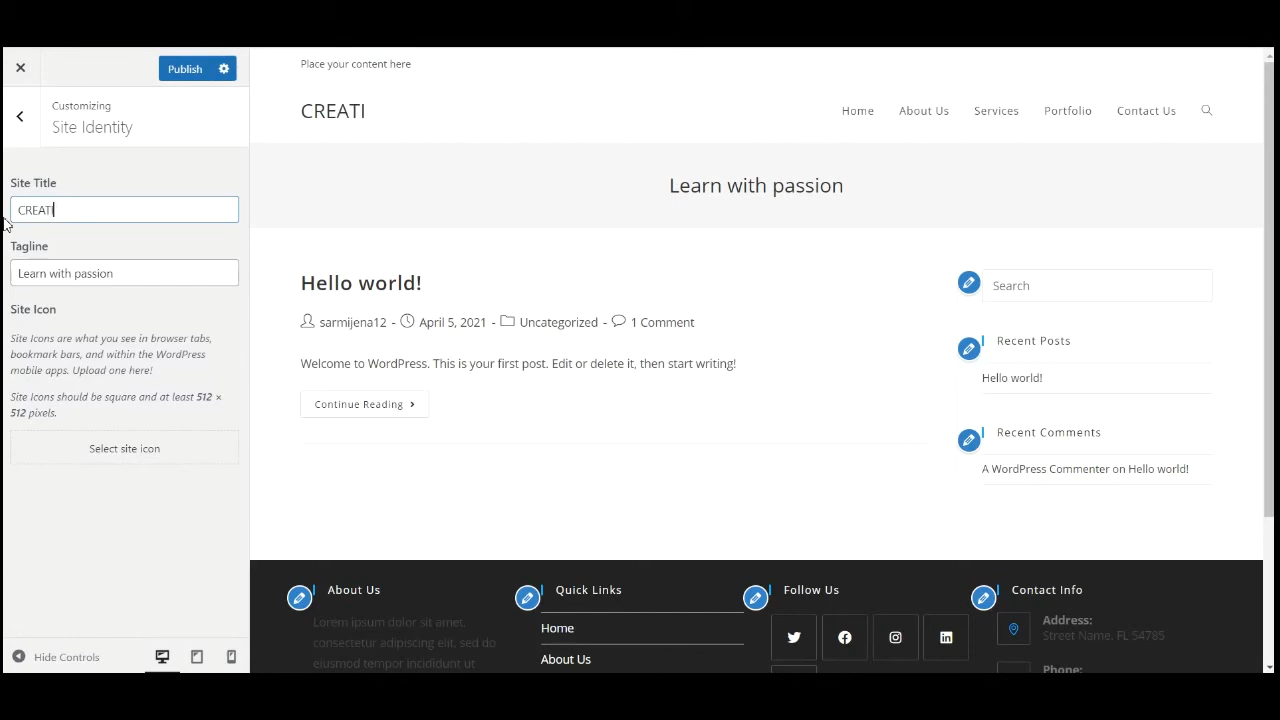 Publish
Customizing
Site Identity
Site Title
CREATI
Tagline
Learn with passion
Site Icon
Site Icons are what you see in browser tabs,
bookmark bars, and within the WordPress
mobile apps. Upload one here!
Site Icons should be square and at least 512 ×
512 pixels.
Select site icon
Hide Controls
Place your content here
CREATI
Home About Us Services Portfolio Contact Us
Learn with passion
Hello world!
sarmijena12 - April 5, 2021 - Uncategorized - 1 Comment
Welcome to WordPress. This is your first post. Edit or delete it, then start writing!
Continue Reading
Search
Recent Posts
Hello world!
Recent Comments
A WordPress Commenter on Hello world!
About Us
Lorem ipsum dolor sit amet,
consectetur adipiscing elit, sed do
eiusmod tempor incididunt ut
Quick Links
Home
About Us
Follow Us
Contact Info
Address:
Street Name, FL 54785
Phone: